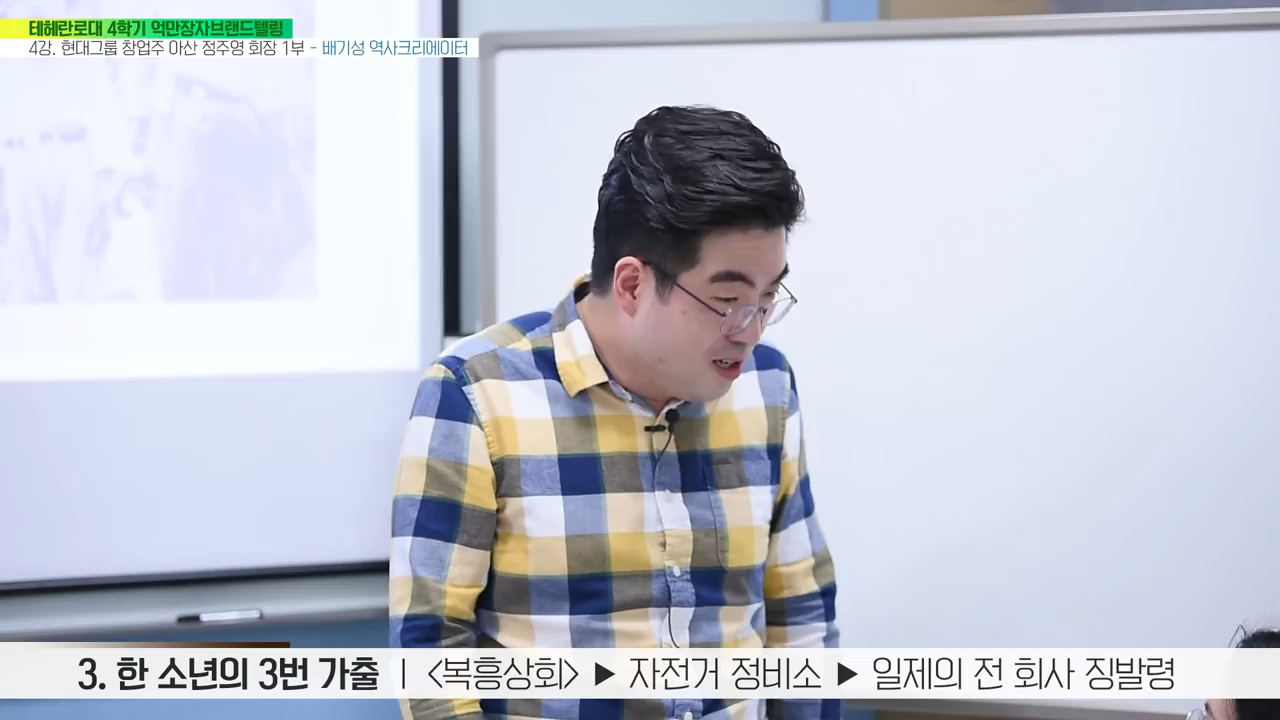 테헤란로대 4학기 억만장자브랜드텔링
4강. 현대그룹 창업주 아산 정주영 회장 1부 - 배기성 역사크리에이터
3. 한 소년의 3번 가출 | <복흥상회> ▶ 자전거 정비소 ▶ 일제의 전 회사 징발령